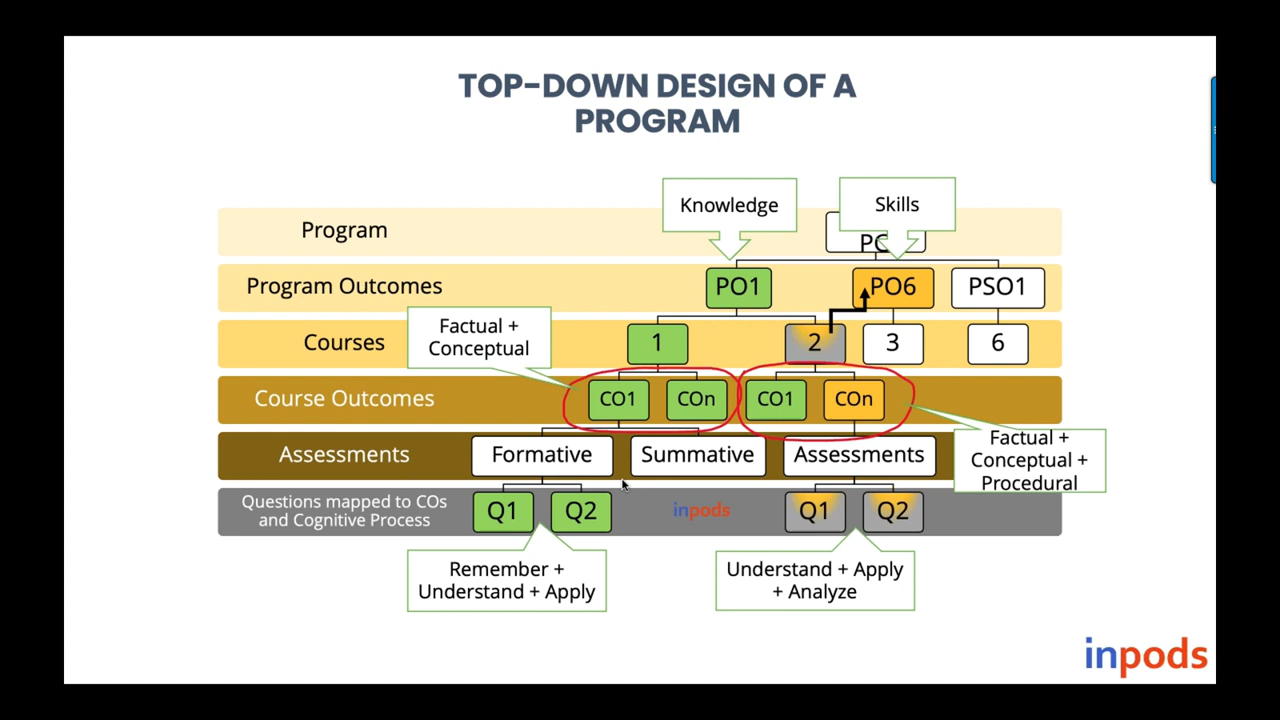 TOP-DOWN DESIGN OF A
PROGRAM
Knowledge
Skills
Program
PO
Program Outcomes
PO1
PO6
PSO1
Factual +
Conceptual
Courses
1
2
3
6
Course Outcomes
CO1
COn
CO1
COn
Assessments
Formative
Summative
Assessments
Factual +
Conceptual +
Procedural
Questions mapped to COs
and Cognitive Process
Q1
Q2
inpods
Q1
Q2
Remember +
Understand + Apply
Understand + Apply
+ Analyze
inpods